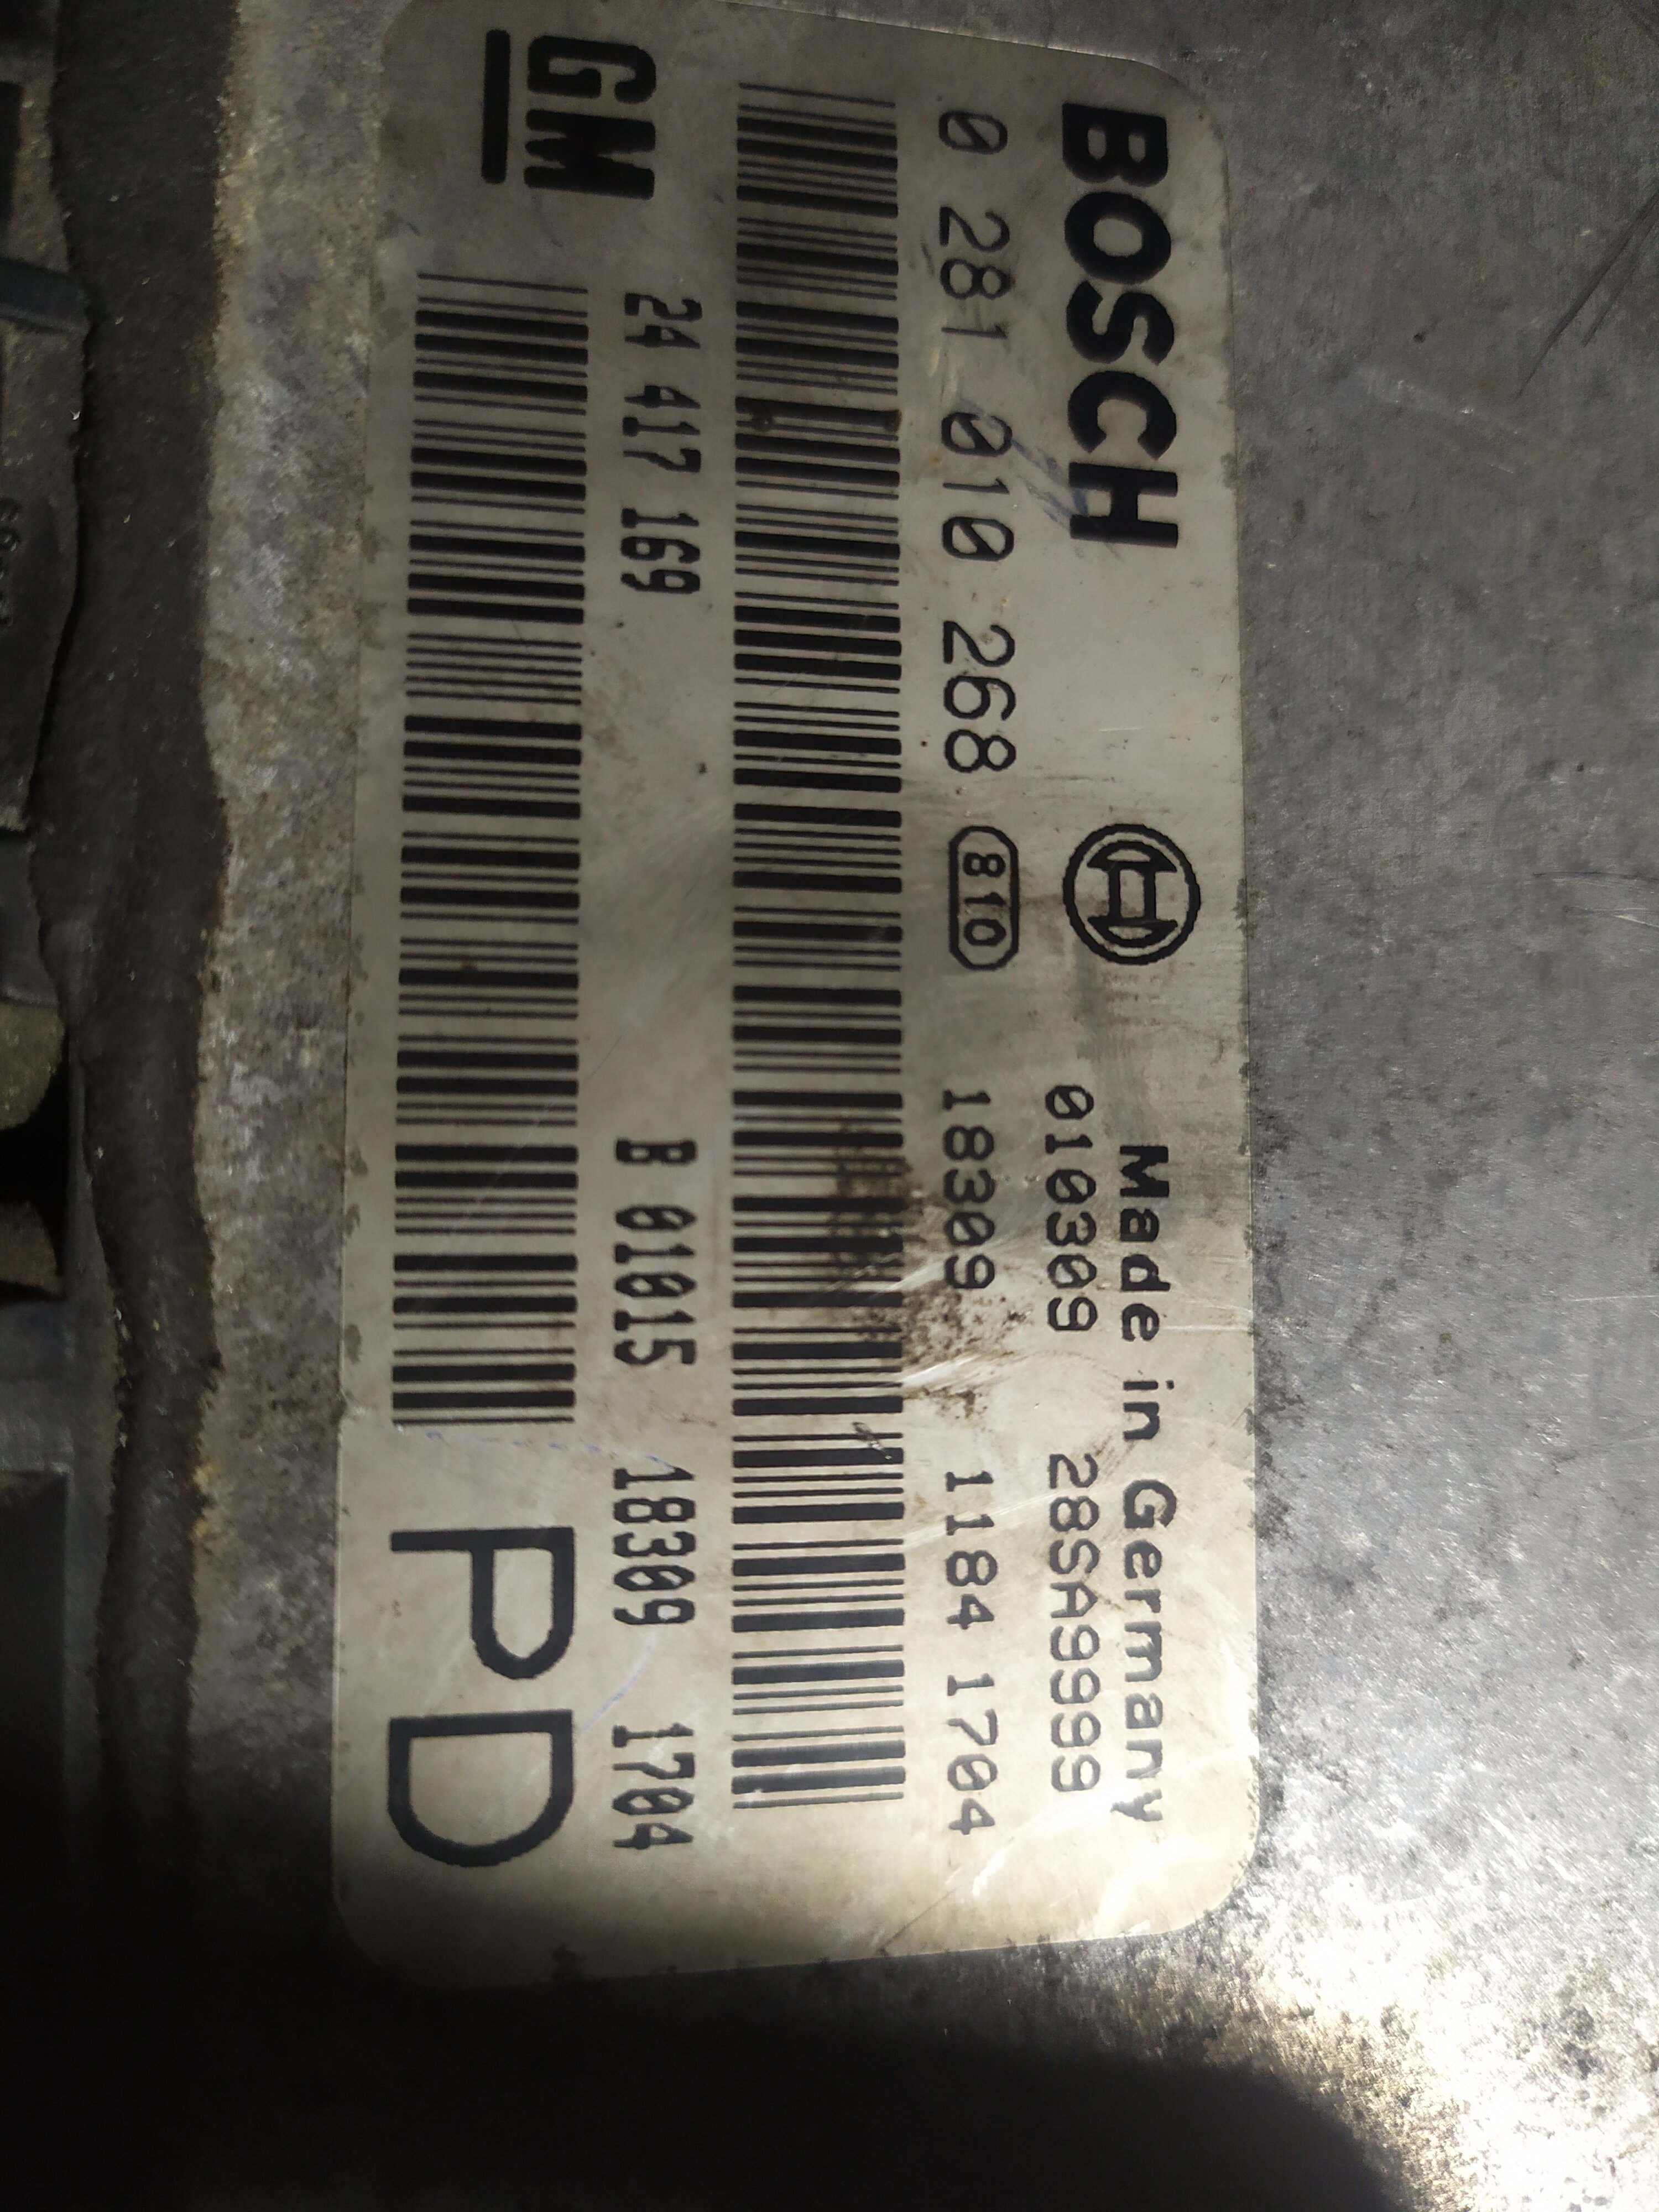 BOSCH
Made in Germany
010309 28SA9999
0 281 010 268 810 18309 1184 1704
24 417 169 B 01015 18309 1704
GM
PD